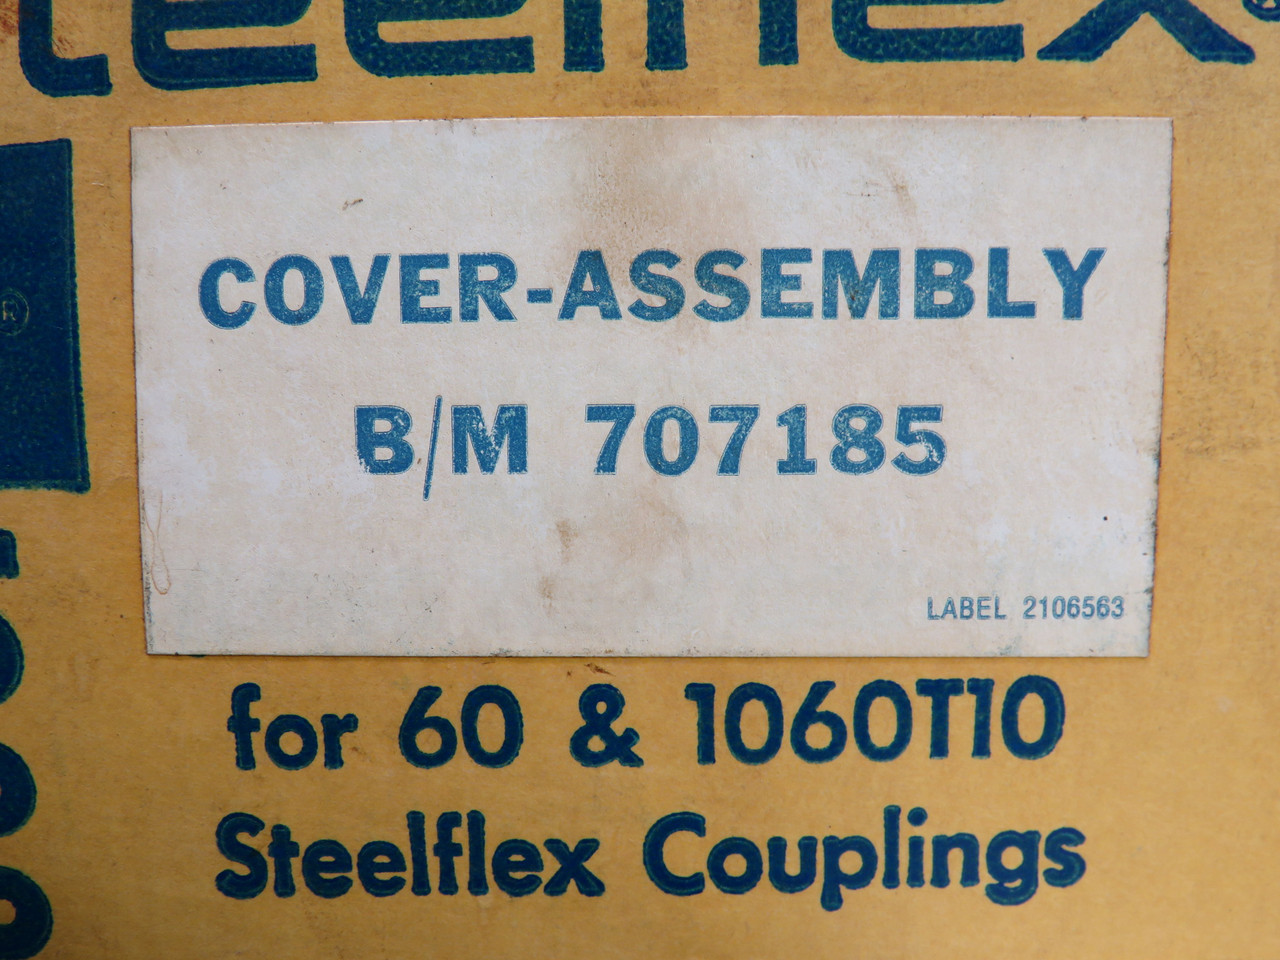 COVER-ASSEMBLY
B/M 707185
LABEL 2106563
for 60 & 1060T10
Steelflex Couplings